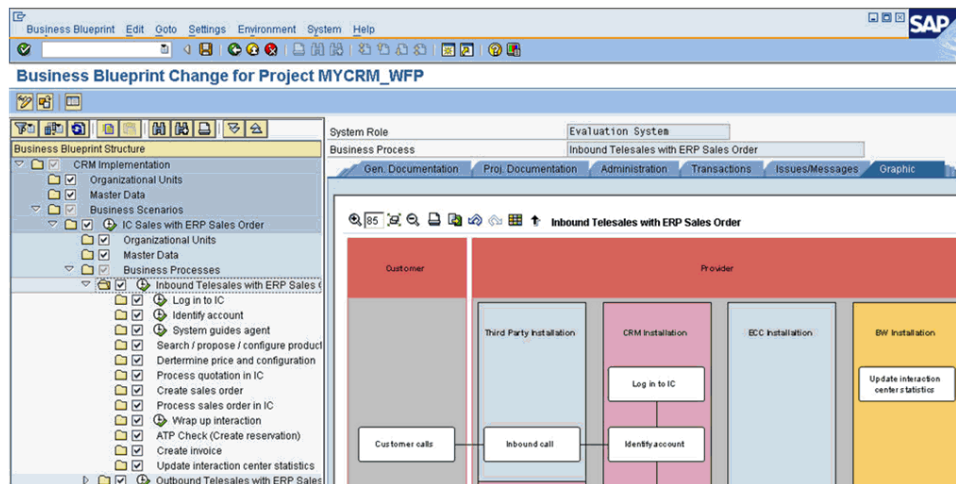 Business Blueprint Edit Goto Settings Environment System Help
SAP
Business Blueprint Change for Project MYCRM_WFP
Business Blueprint Structure
CRM Implementation
Organizational Units
Master Data
Business Scenarios
IC Sales with ERP Sales Order
Organizational Units
Master Data
Business Processes
Inbound Telesales with ERP Sales
Log in to IC
Identify account
System guides agent
Search / propose / configure product
Dertermine price and configuration
Process quotation in IC
Create sales order
Process sales order in IC
Wrap up interaction
ATP Check (Create reservation)
Create invoice
Update interaction center statistics
Outbound Telesales with ERP Sales
System Role Evaluation System
Business Process Inbound Telesales with ERP Sales Order
Gen. Documentation Proj. Documentation Administration Transactions Issues/Messages Graphic
85 Inbound Telesales with ERP Sales Order
Customer Provider
Third Party Installation CRM Installation ECC Installation BW Installation
Log in to IC
Update interaction
center statistics
Customer calls Inbound call Identify account